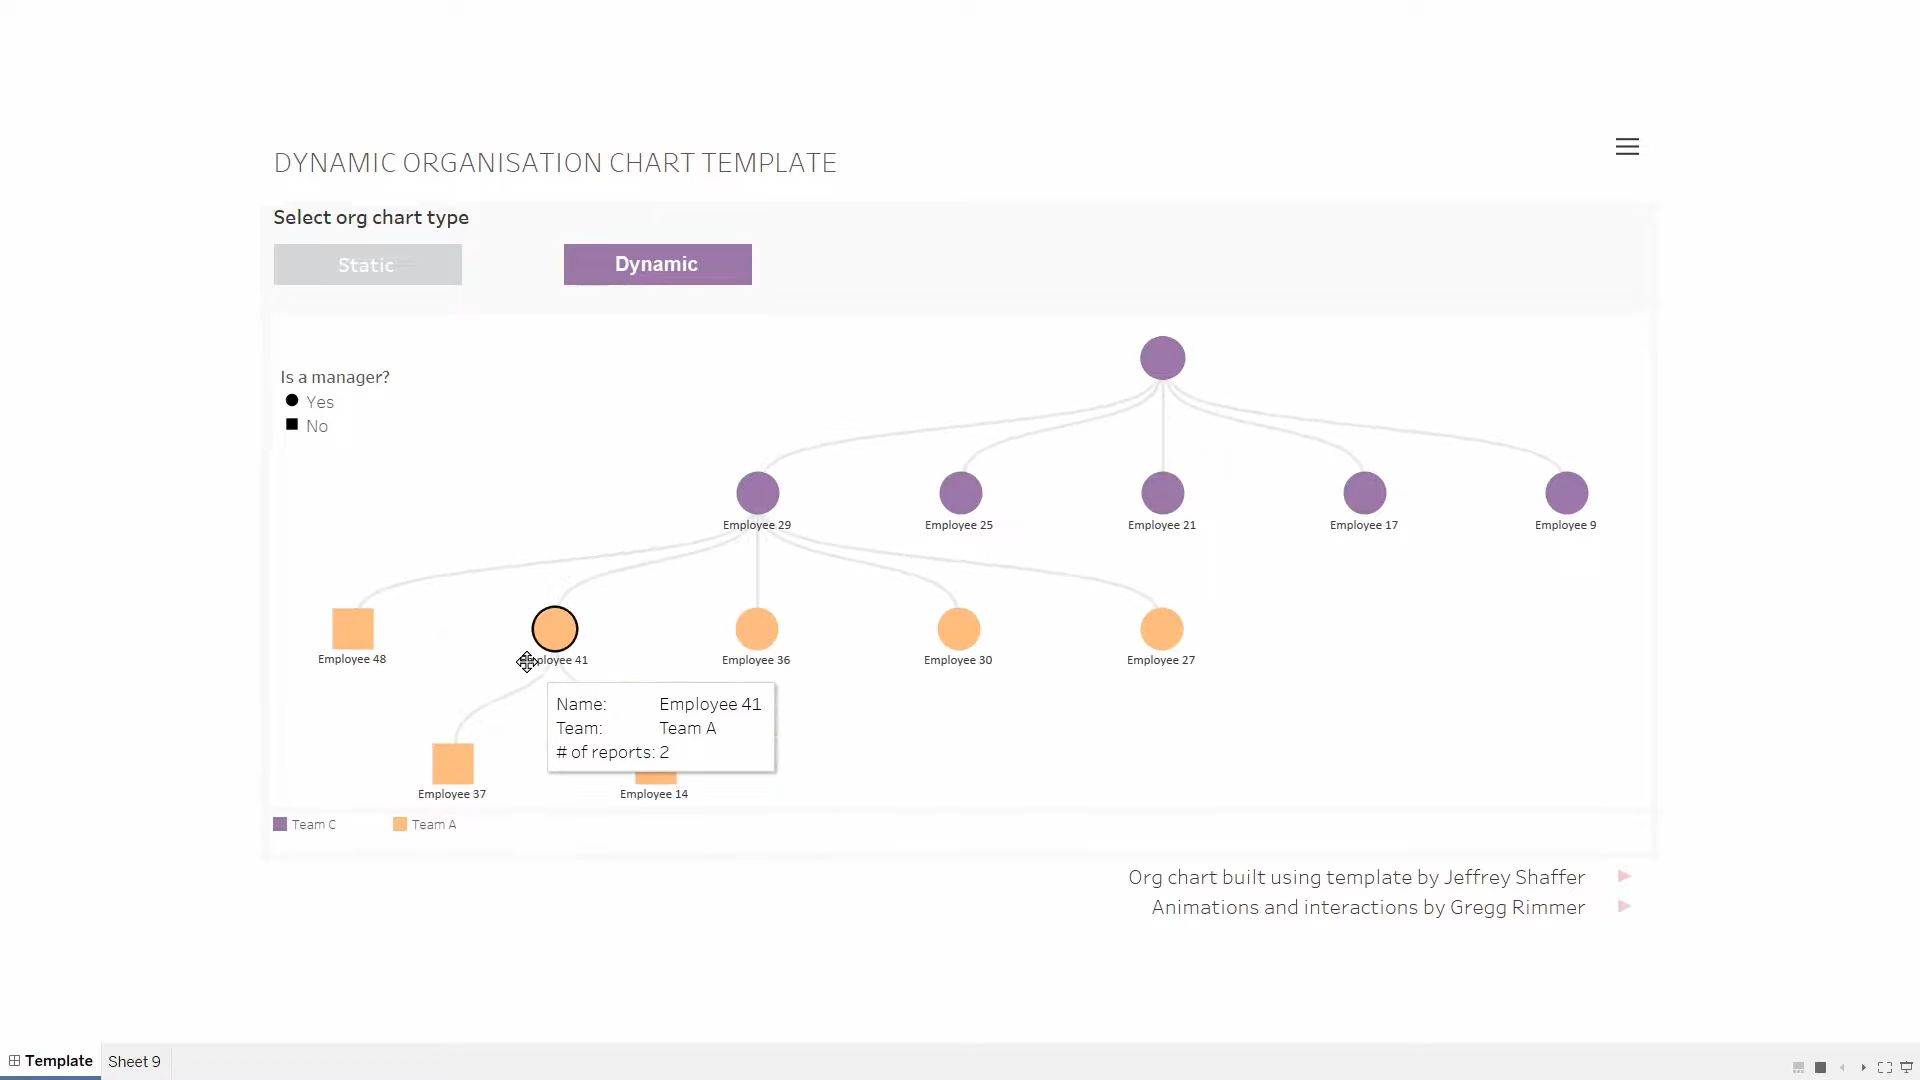 DYNAMIC ORGANISATION CHART TEMPLATE
Select org chart type
Static
Dynamic
Is a manager?
Yes
No
Employee 29
Employee 25
Employee 21
Employee 17
Employee 9
Employee 48
Employee 41
Employee 36
Employee 30
Employee 27
Name: Employee 41
Team: Team A
# of reports: 2
Employee 37
Employee 14
Team C
Team A
Org chart built using template by Jeffrey Shaffer
Animations and interactions by Gregg Rimmer
Template
Sheet 9